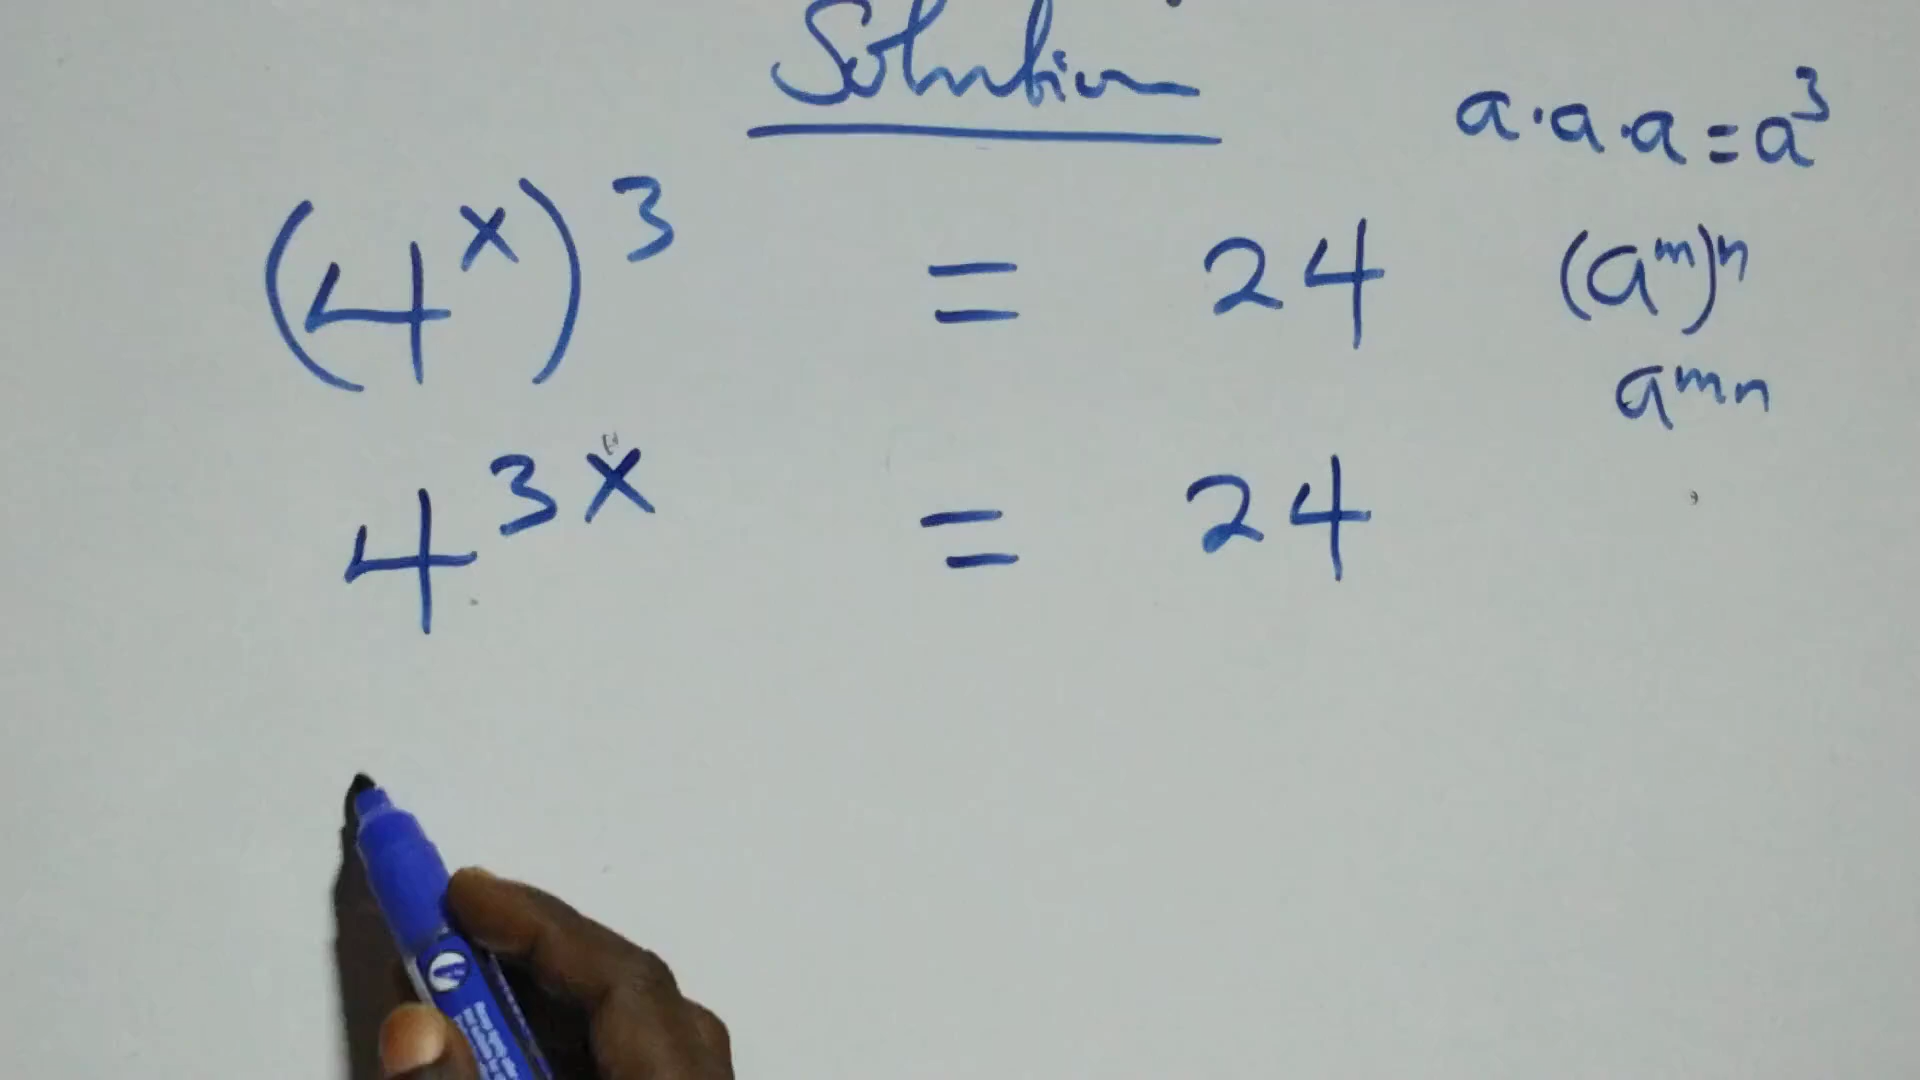 Solution
a·a·a = a³
(4ˣ)³ = 24
(aᵐ)ⁿ
aᵐⁿ
4³ˣ = 24